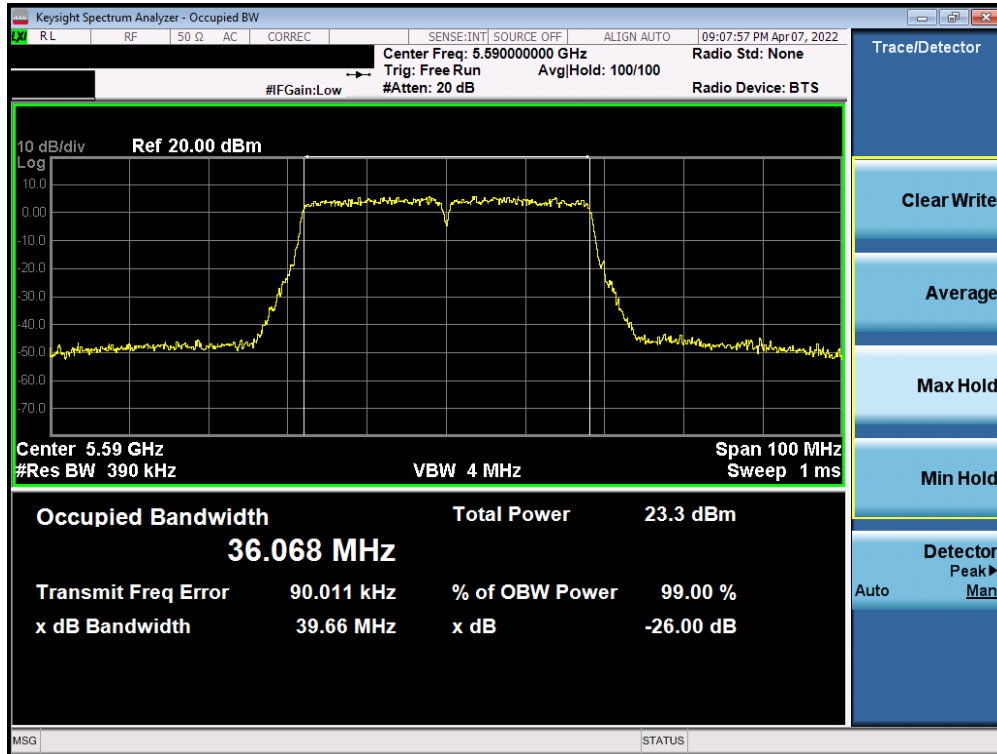 Keysight Spectrum Analyzer - Occupied BW
LXI RL RF 50 Ω AC CORREC SENSE:INT SOURCE OFF ALIGN AUTO 09:07:57 PM Apr 07, 2022
Center Freq: 5.590000000 GHz Radio Std: None
Trig: Free Run Avg|Hold: 100/100
#IFGain:Low #Atten: 20 dB Radio Device: BTS
10 dB/div Ref 20.00 dBm
Log
10.0
0.00
-10.0
-20.0
-30.0
-40.0
-50.0
-60.0
-70.0
Center 5.59 GHz Span 100 MHz
#Res BW 390 kHz VBW 4 MHz Sweep 1 ms
Occupied Bandwidth Total Power 23.3 dBm
36.068 MHz
Transmit Freq Error 90.011 kHz % of OBW Power 99.00 %
x dB Bandwidth 39.66 MHz x dB -26.00 dB
MSG STATUS
Trace/Detector
Clear Write
Average
Max Hold
Min Hold
Detector
Peak▶
Auto Man